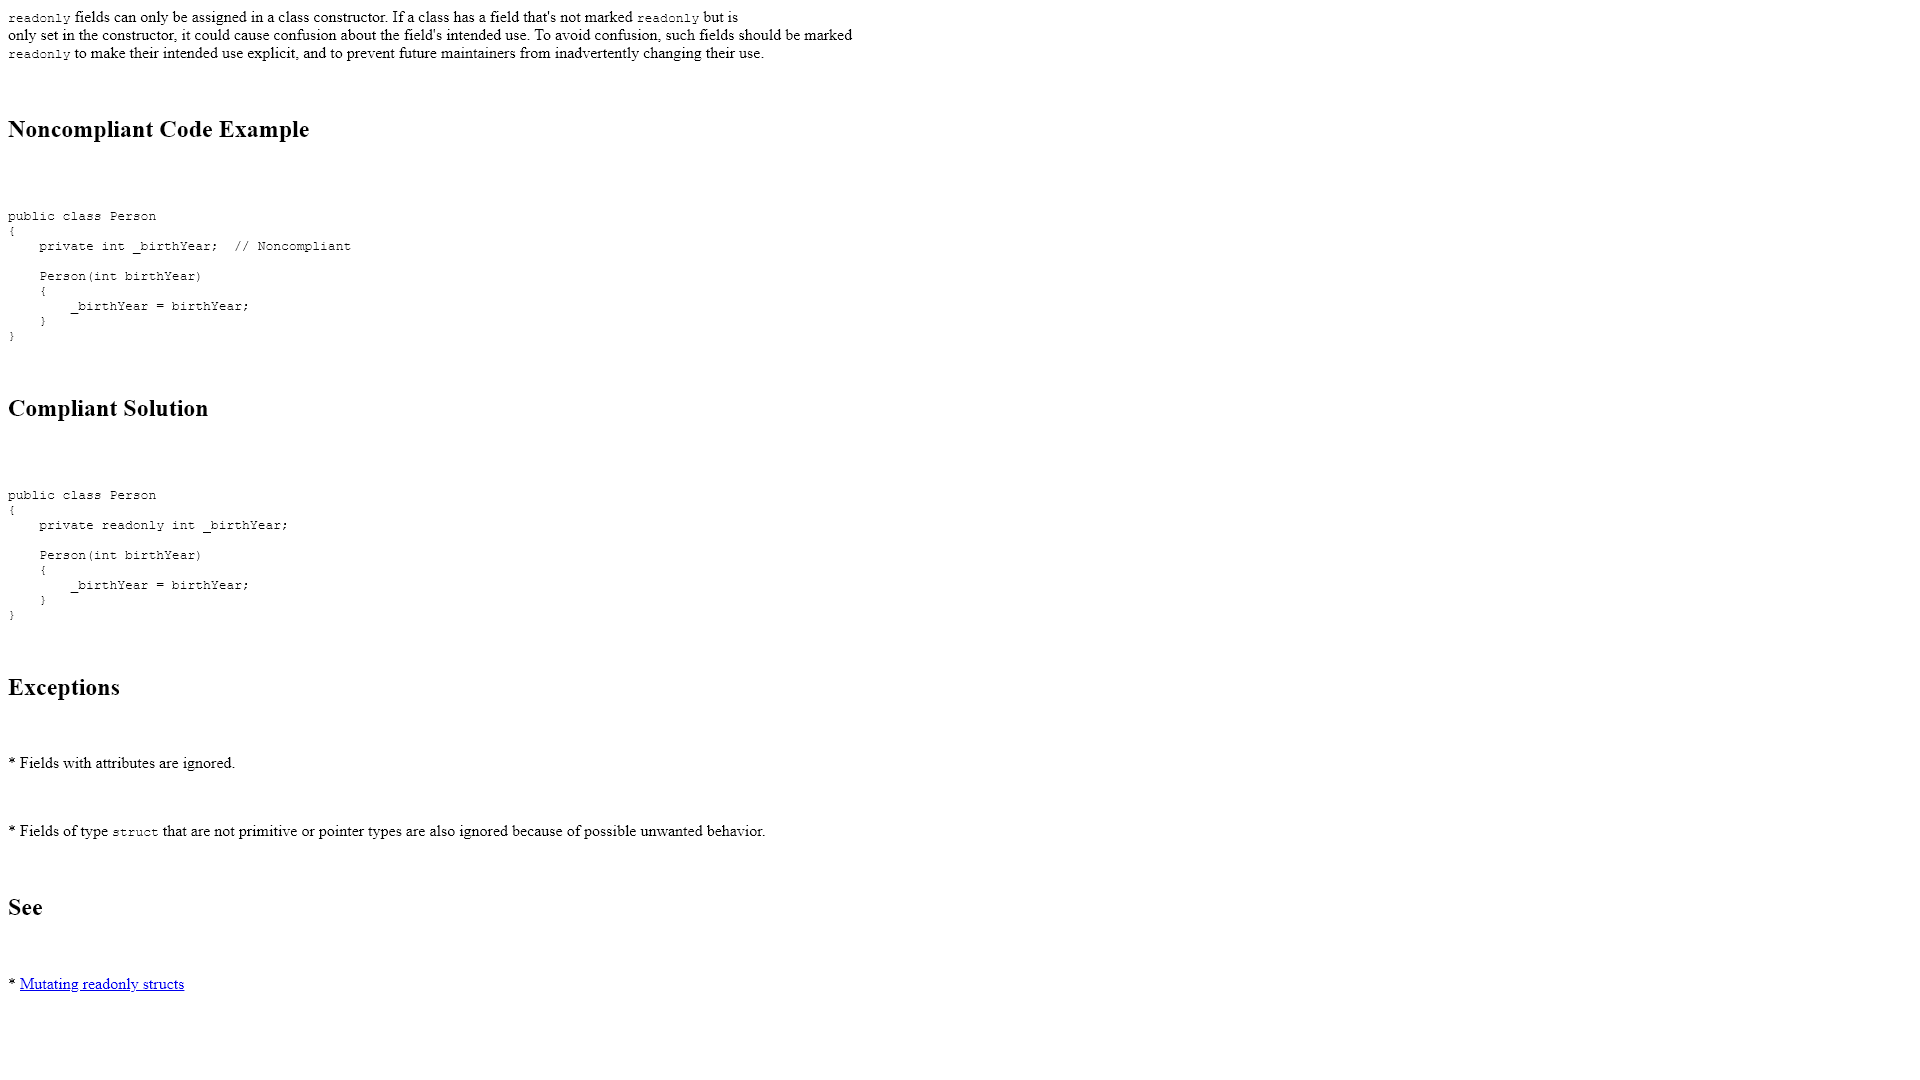 readonly fields can only be assigned in a class constructor. If a class has a field that's not marked readonly but is
only set in the constructor, it could cause confusion about the field's intended use. To avoid confusion, such fields should be marked
readonly to make their intended use explicit, and to prevent future maintainers from inadvertently changing their use.
Noncompliant Code Example
public class Person
{
    private int _birthYear;  // Noncompliant
    Person(int birthYear)
    {
        _birthYear = birthYear;
    }
}
Compliant Solution
public class Person
{
    private readonly int _birthYear;
    Person(int birthYear)
    {
        _birthYear = birthYear;
    }
}
Exceptions
* Fields with attributes are ignored.
* Fields of type struct that are not primitive or pointer types are also ignored because of possible unwanted behavior.
See
* Mutating readonly structs